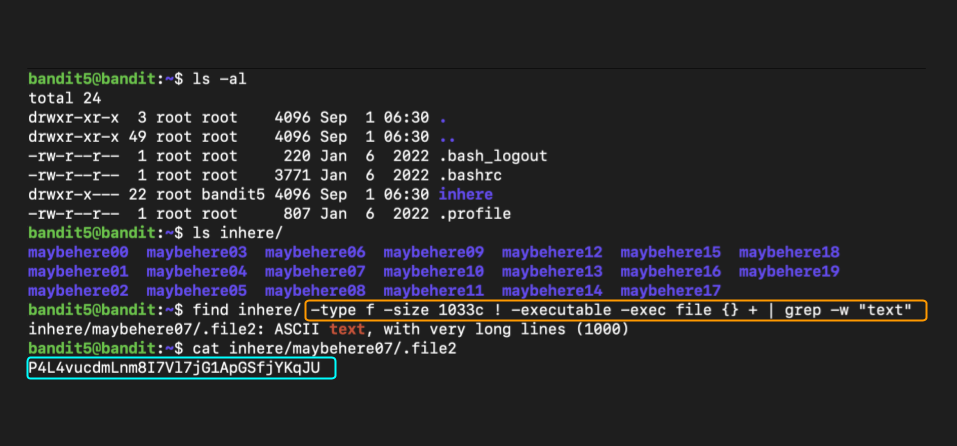 bandit5@bandit:~$ ls -al
total 24
drwxr-xr-x  3 root root    4096 Sep  1 06:30 .
drwxr-xr-x 49 root root    4096 Sep  1 06:30 ..
-rw-r--r--  1 root root     220 Jan  6  2022 .bash_logout
-rw-r--r--  1 root root    3771 Jan  6  2022 .bashrc
drwxr-x--- 22 root bandit5 4096 Sep  1 06:30 inhere
-rw-r--r--  1 root root     807 Jan  6  2022 .profile
bandit5@bandit:~$ ls inhere/
maybehere00  maybehere03  maybehere06  maybehere09  maybehere12  maybehere15  maybehere18
maybehere01  maybehere04  maybehere07  maybehere10  maybehere13  maybehere16  maybehere19
maybehere02  maybehere05  maybehere08  maybehere11  maybehere14  maybehere17
bandit5@bandit:~$ find inhere/ -type f -size 1033c ! -executable -exec file {} + | grep -w "text"
inhere/maybehere07/.file2: ASCII text, with very long lines (1000)
bandit5@bandit:~$ cat inhere/maybehere07/.file2
P4L4vucdmLnm8I7Vl7jG1ApGSfjYKqJU